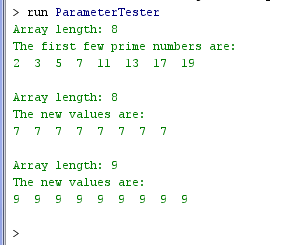 > run ParameterTester
Array length: 8
The first few prime numbers are:
2  3  5  7  11  13  17  19
Array length: 8
The new values are:
7  7  7  7  7  7  7  7
Array length: 9
The new values are:
9  9  9  9  9  9  9  9  9
>